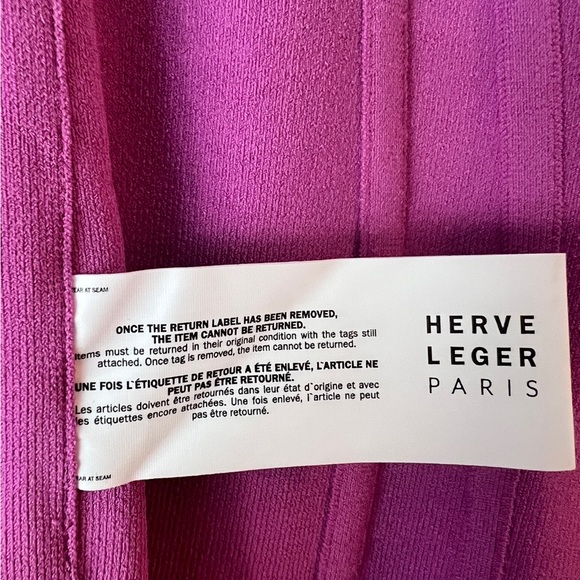 EAR AT SEAM
ONCE THE RETURN LABEL HAS BEEN REMOVED,
THE ITEM CANNOT BE RETURNED.
Items must be returned in their original condition with the tags still
attached. Once tag is removed, the item cannot be returned.
UNE FOIS L'ÉTIQUETTE DE RETOUR A ÉTÉ ENLEVÉ, L'ARTICLE NE
PEUT PAS ÊTRE RETOURNÉ.
Les articles doivent être retournés dans leur état d`origine et avec
les étiquettes encore attachées. Une fois enlevé, l`article ne peut
pas être retourné.
EAR AT SEAM
HERVE
LEGER
PARIS